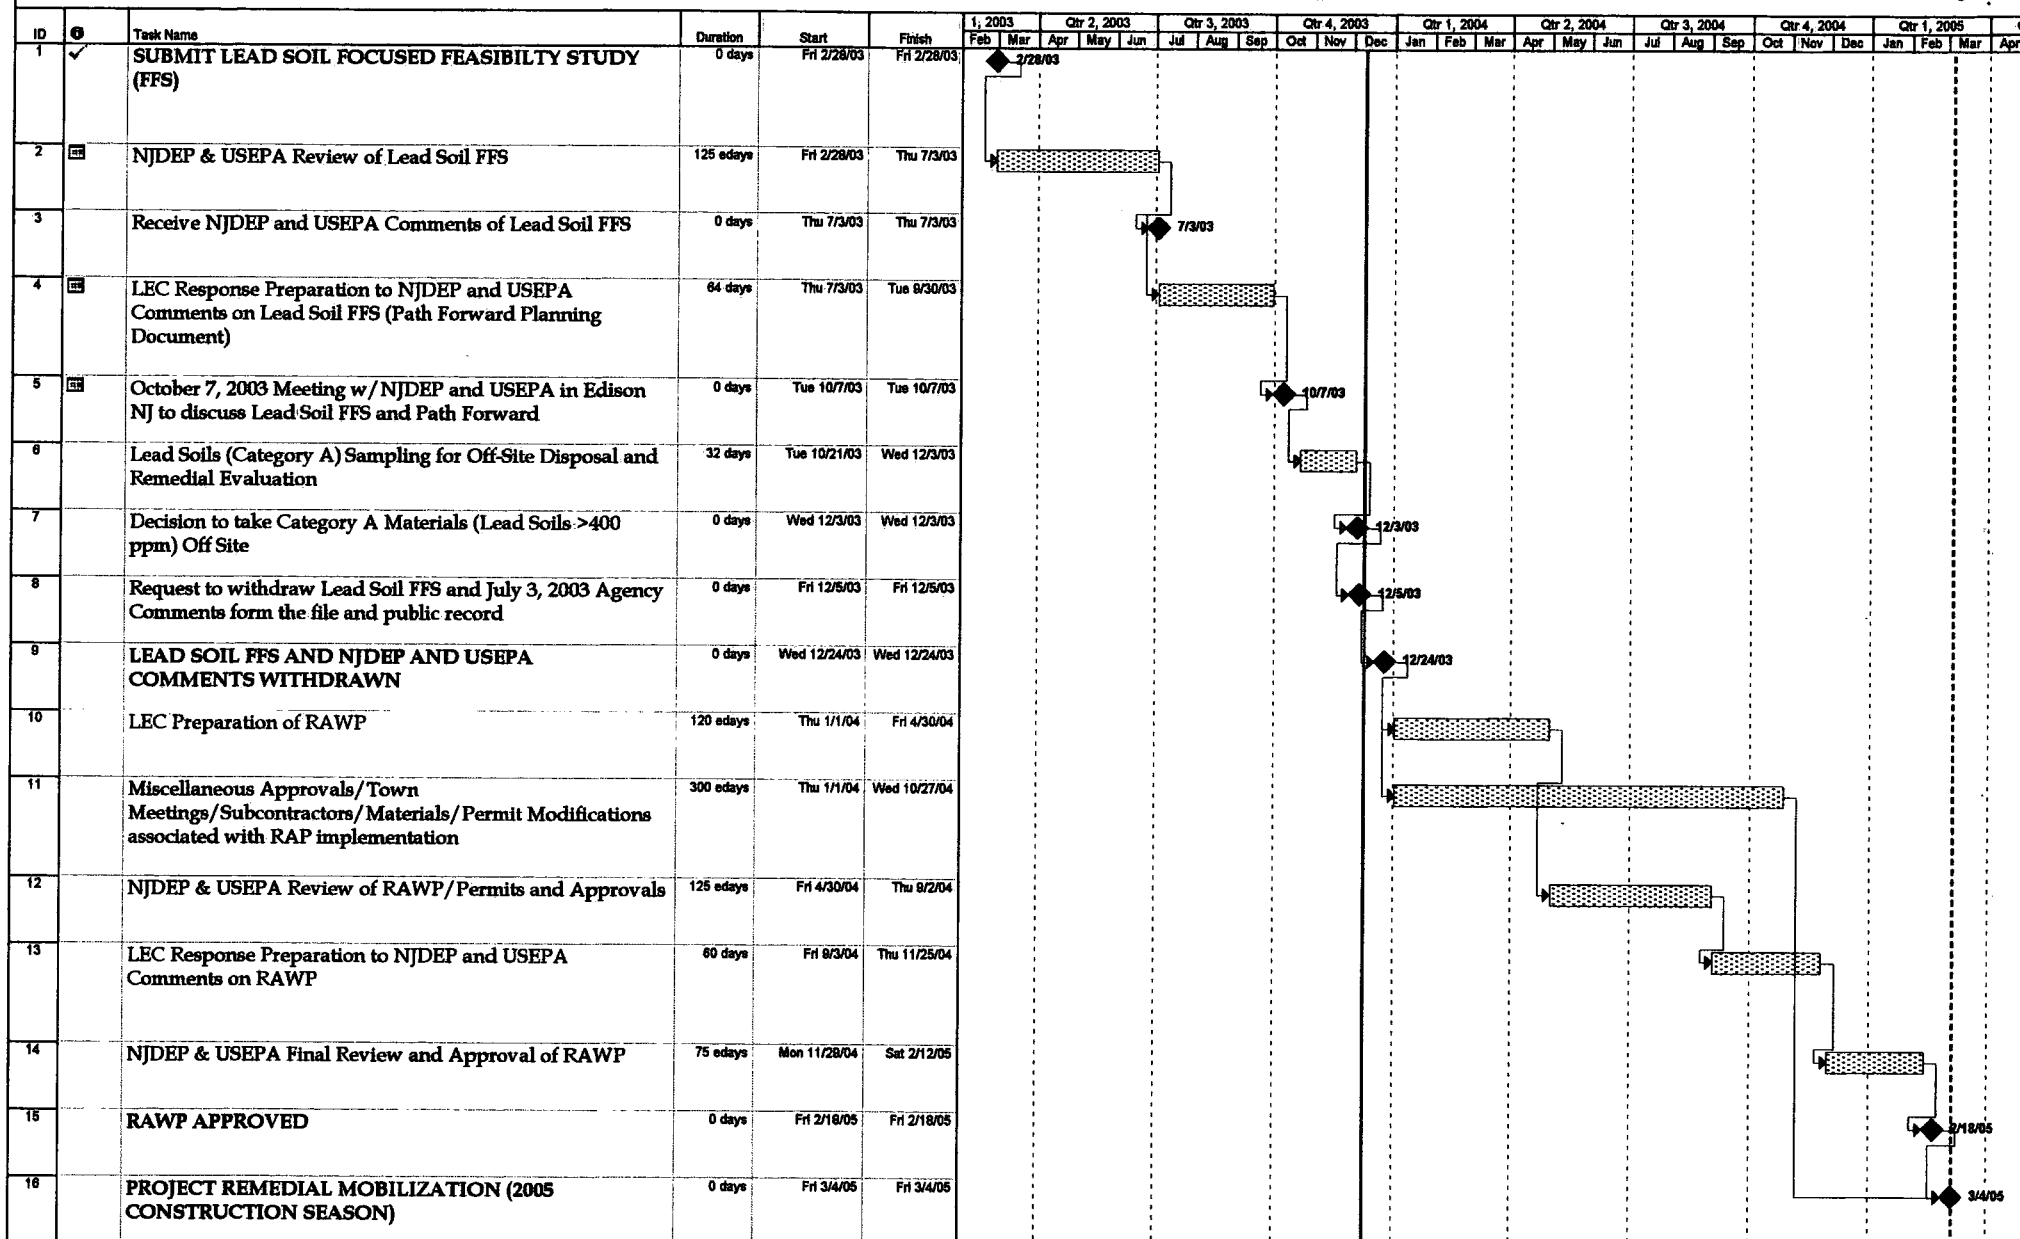 1, 2003 Qtr 2, 2003 Qtr 3, 2003 Qtr 4, 2003 Qtr 1, 2004 Qtr 2, 2004 Qtr 3, 2004 Qtr 4, 2004 Qtr 1, 2005
ID Task Name Duration Start Finish Feb Mar Apr May Jun Jul Aug Sep Oct Nov Dec Jan Feb Mar Apr May Jun Jul Aug Sep Oct Nov Dec Jan Feb Mar Apr
1 ✓ SUBMIT LEAD SOIL FOCUSED FEASIBILTY STUDY 0 days Fri 2/28/03 Fri 2/28/03 2/28/03
(FFS)
2 NJDEP & USEPA Review of Lead Soil FFS 125 edays Fri 2/28/03 Thu 7/3/03
3 Receive NJDEP and USEPA Comments of Lead Soil FFS 0 days Thu 7/3/03 Thu 7/3/03 7/3/03
4 LEC Response Preparation to NJDEP and USEPA 64 days Thu 7/3/03 Tue 9/30/03
Comments on Lead Soil FFS (Path Forward Planning
Document)
5 October 7, 2003 Meeting w/NJDEP and USEPA in Edison 0 days Tue 10/7/03 Tue 10/7/03 10/7/03
NJ to discuss Lead Soil FFS and Path Forward
6 Lead Soils (Category A) Sampling for Off-Site Disposal and 32 days Tue 10/21/03 Wed 12/3/03
Remedial Evaluation
7 Decision to take Category A Materials (Lead Soils >400 0 days Wed 12/3/03 Wed 12/3/03 12/3/03
ppm) Off Site
8 Request to withdraw Lead Soil FFS and July 3, 2003 Agency 0 days Fri 12/5/03 Fri 12/5/03 12/5/03
Comments form the file and public record
9 LEAD SOIL FFS AND NJDEP AND USEPA 0 days Wed 12/24/03 Wed 12/24/03 12/24/03
COMMENTS WITHDRAWN
10 LEC Preparation of RAWP 120 edays Thu 1/1/04 Fri 4/30/04
11 Miscellaneous Approvals/Town 300 edays Thu 1/1/04 Wed 10/27/04
Meetings/Subcontractors/Materials/Permit Modifications
associated with RAP implementation
12 NJDEP & USEPA Review of RAWP/Permits and Approvals 125 edays Fri 4/30/04 Thu 9/2/04
13 LEC Response Preparation to NJDEP and USEPA 60 days Fri 9/3/04 Thu 11/25/04
Comments on RAWP
14 NJDEP & USEPA Final Review and Approval of RAWP 75 edays Mon 11/29/04 Sat 2/12/05
15 RAWP APPROVED 0 days Fri 2/18/05 Fri 2/18/05 2/18/05
16 PROJECT REMEDIAL MOBILIZATION (2005 0 days Fri 3/4/05 Fri 3/4/05 3/4/05
CONSTRUCTION SEASON)